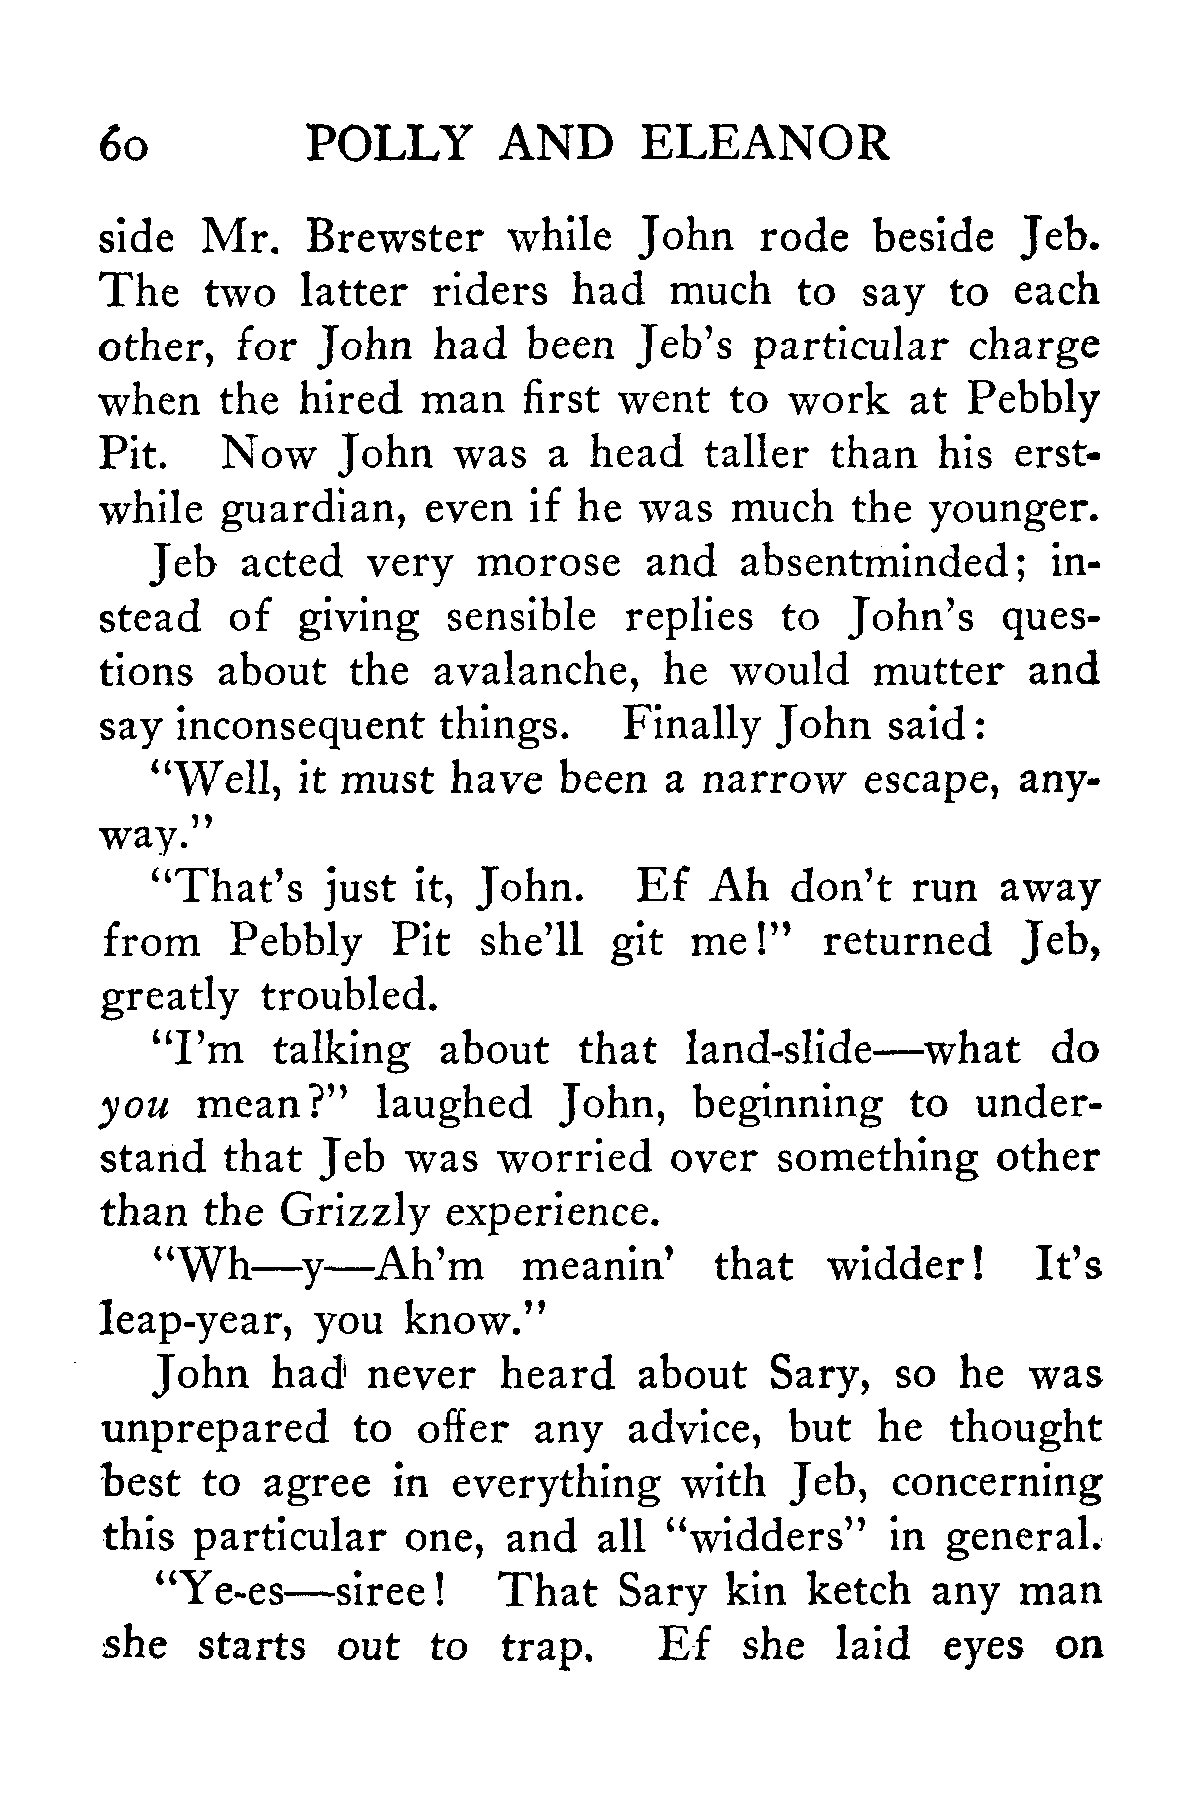 60 POLLY AND ELEANOR
side Mr. Brewster while John rode beside Jeb.
The two latter riders had much to say to each
other, for John had been Jeb's particular charge
when the hired man first went to work at Pebbly
Pit. Now John was a head taller than his erst-
while guardian, even if he was much the younger.
Jeb acted very morose and absentminded; in-
stead of giving sensible replies to John's ques-
tions about the avalanche, he would mutter and
say inconsequent things. Finally John said:
"Well, it must have been a narrow escape, any-
way."
"That's just it, John. Ef Ah don't run away
from Pebbly Pit she'll git me!" returned Jeb,
greatly troubled.
"I'm talking about that land-slide—what do
you mean?" laughed John, beginning to under-
stand that Jeb was worried over something other
than the Grizzly experience.
"Wh—y—Ah'm meanin' that widder! It's
leap-year, you know."
John had never heard about Sary, so he was
unprepared to offer any advice, but he thought
best to agree in everything with Jeb, concerning
this particular one, and all "widders" in general.
"Ye-es—siree! That Sary kin ketch any man
she starts out to trap. Ef she laid eyes on